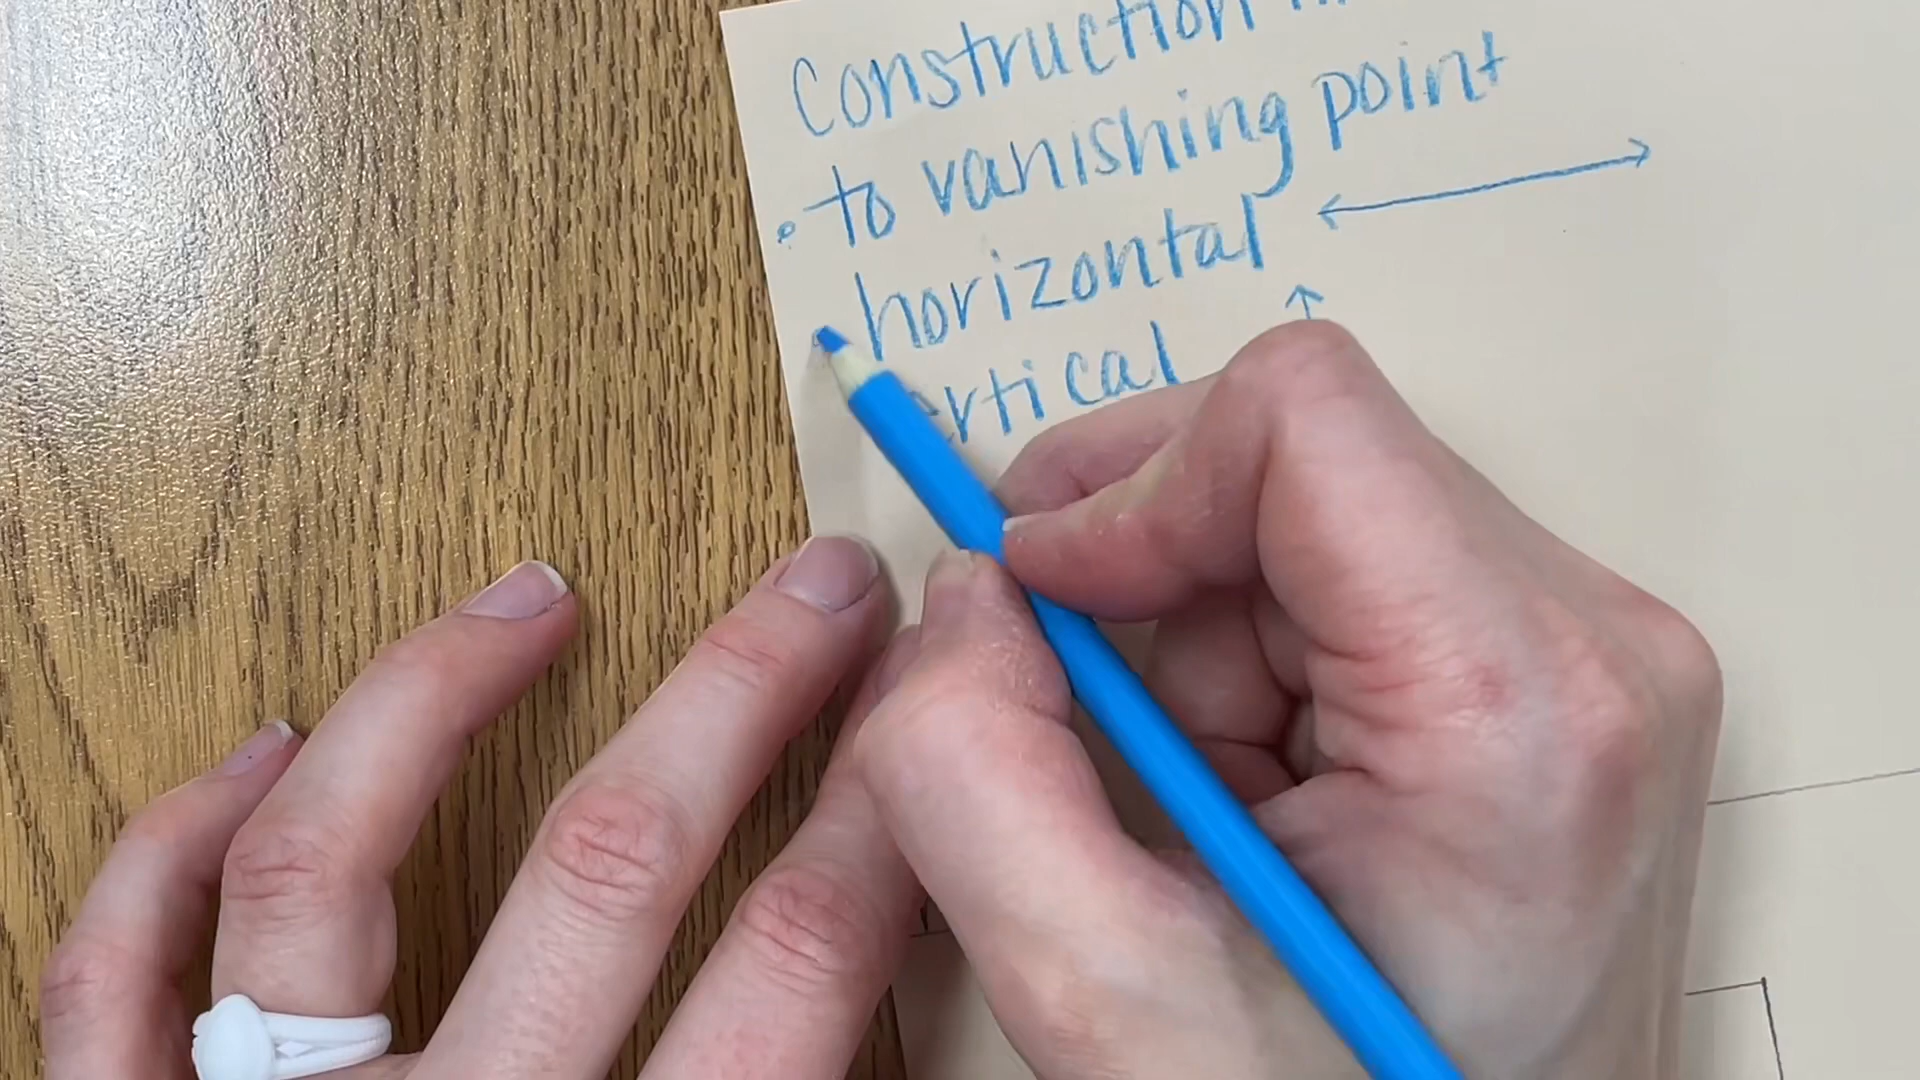 Construction
• to vanishing point
horizontal ↔
ertical